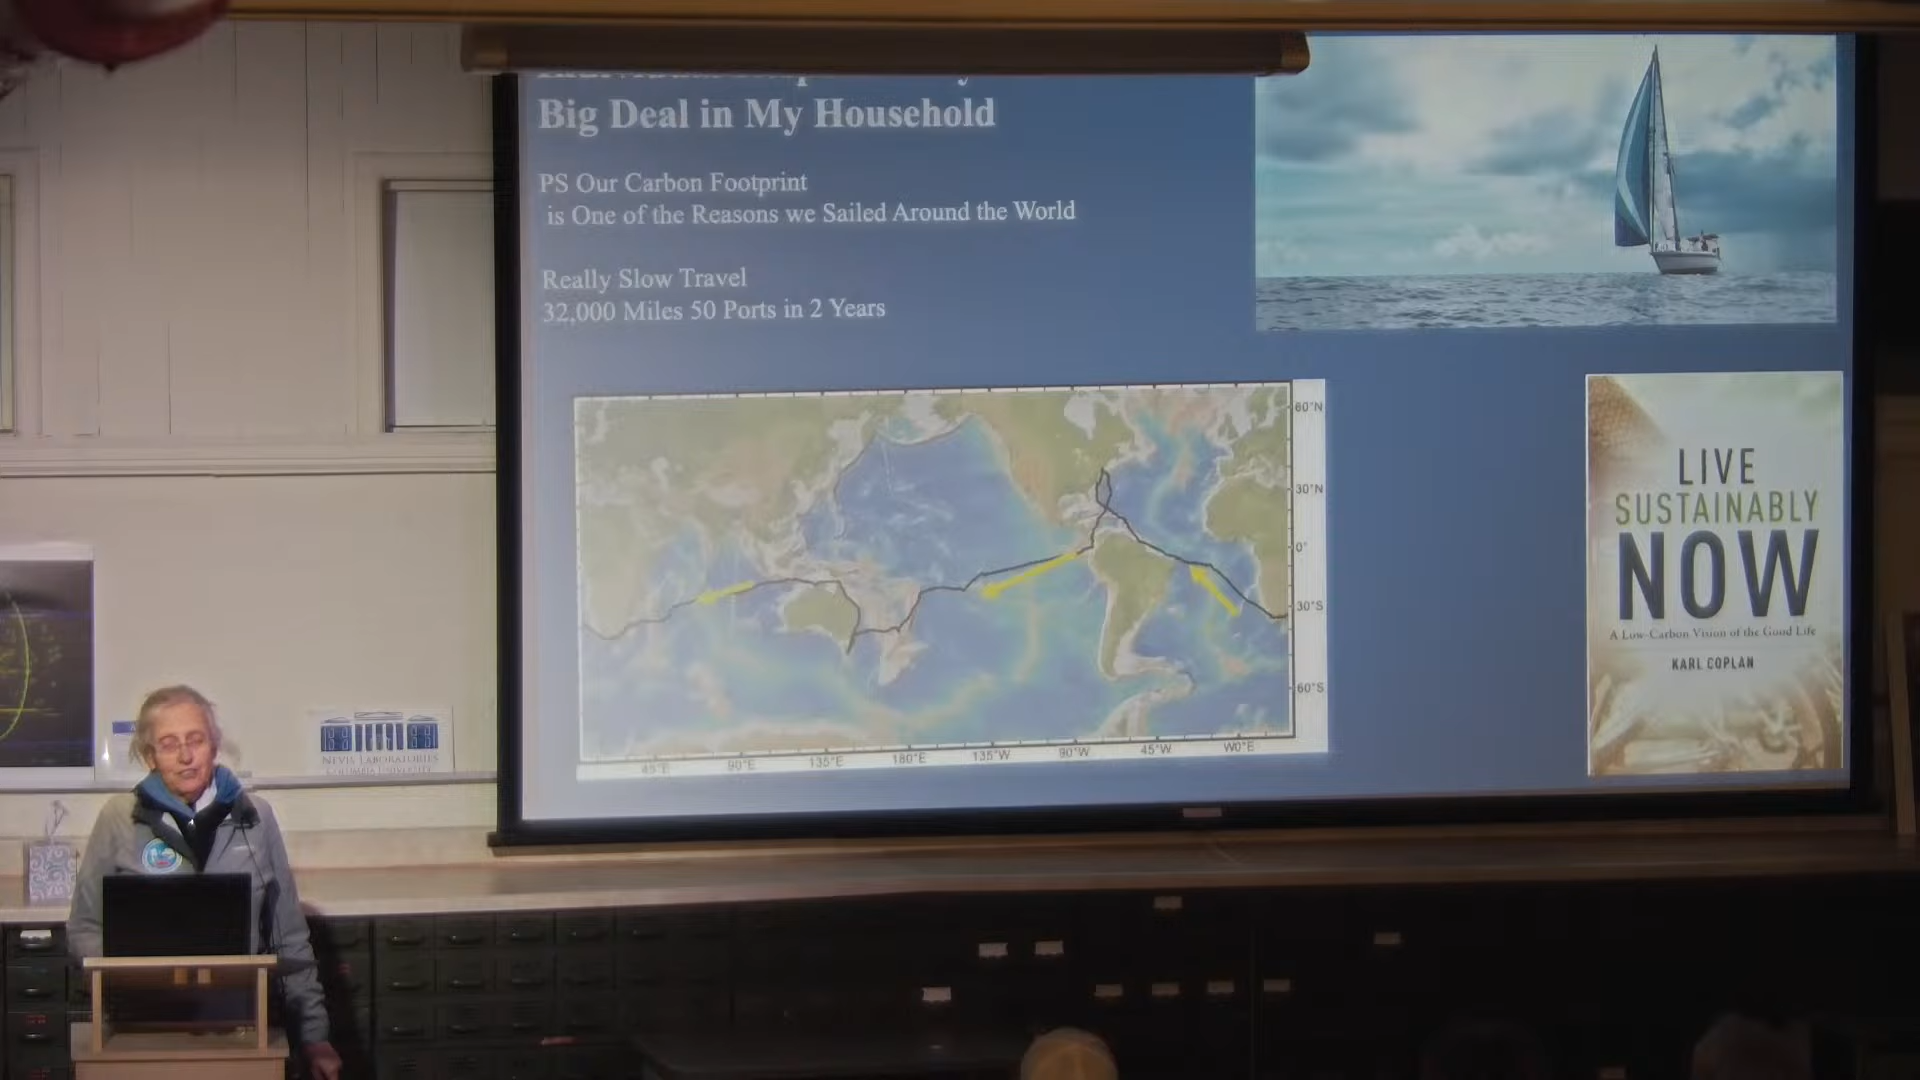 Big Deal in My Household
PS Our Carbon Footprint
is One of the Reasons we Sailed Around the World
Really Slow Travel
32,000 Miles 50 Ports in 2 Years
60°N
30°N
0°
30°S
60°S
45°E
90°E
135°E
180°E
135°W
90°W
45°W
W0°E
LIVE
SUSTAINABLY
NOW
A Low-Carbon Vision of the Good Life
KARL COPLAN
NEVIS LABORATORIES
COLUMBIA UNIVERSITY